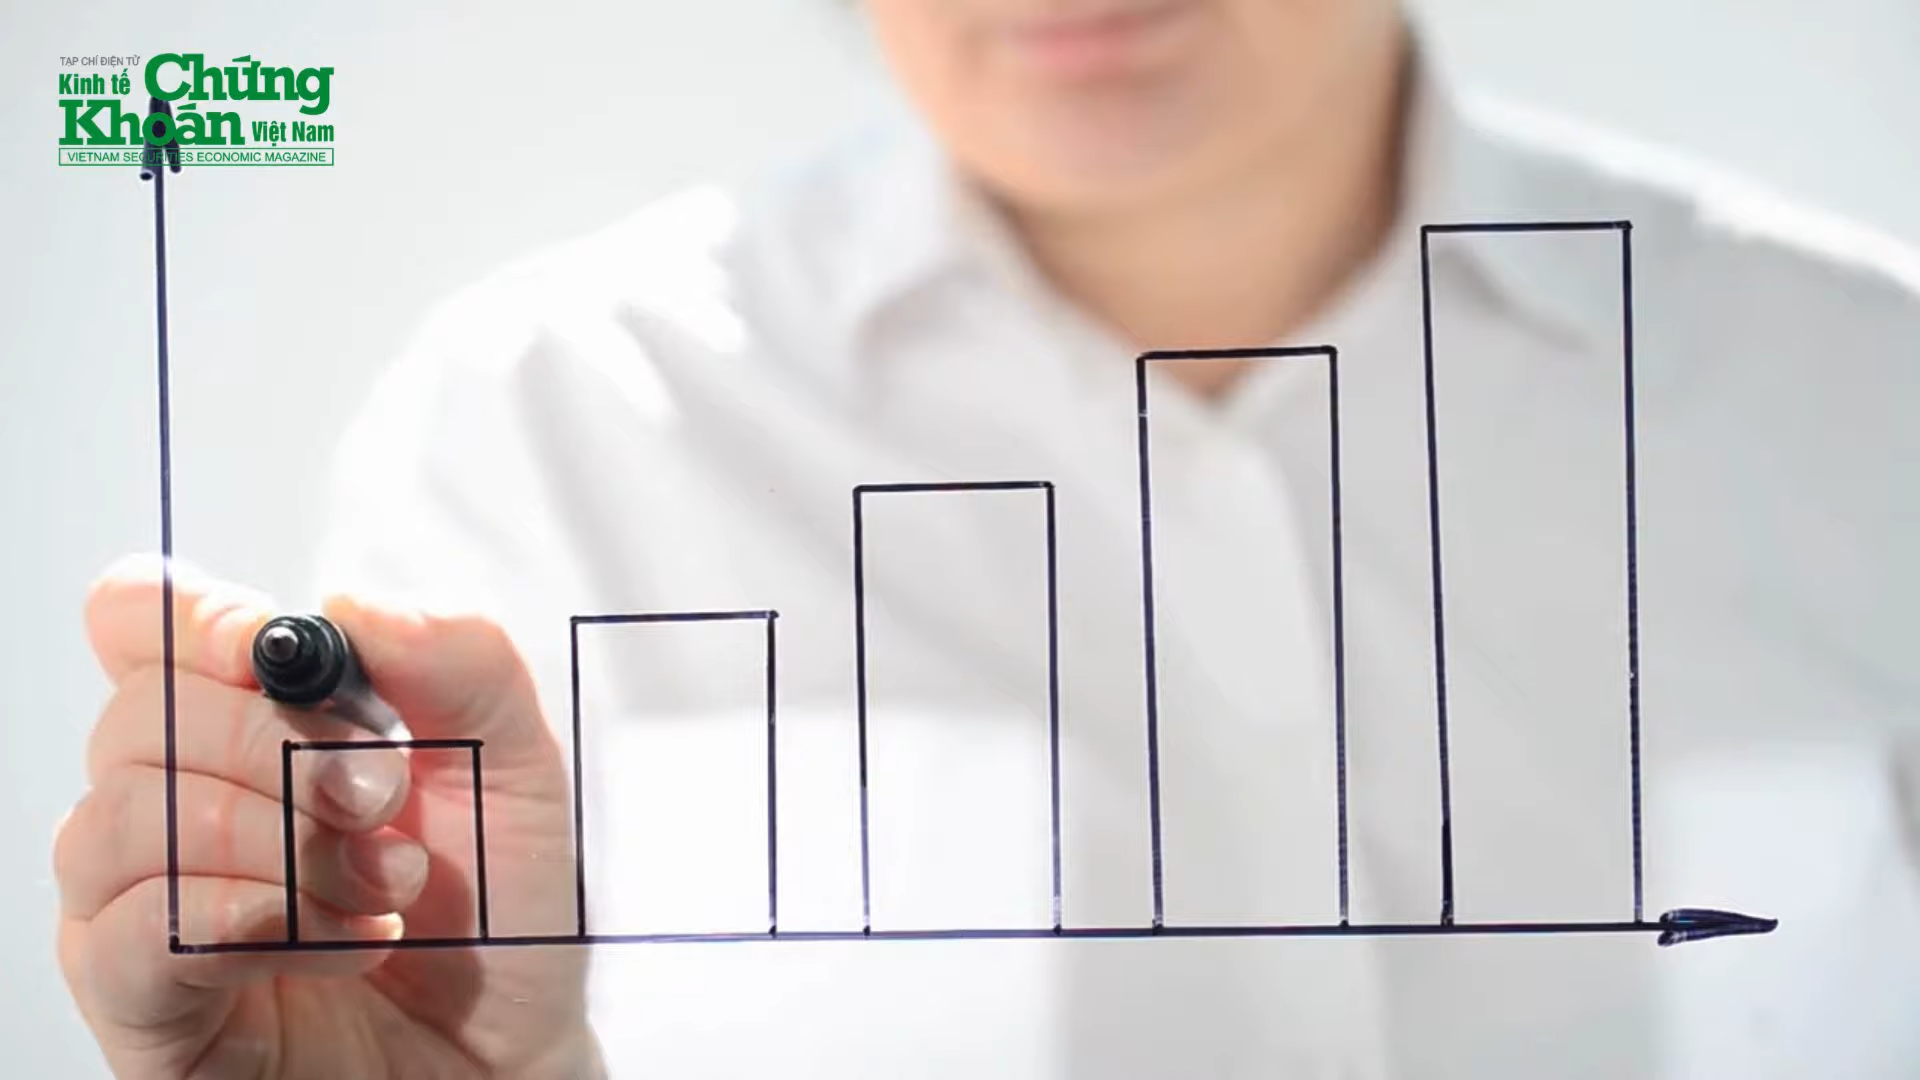 TẠP CHÍ ĐIỆN TỬ
Kinh tế Chứng
Khoán Việt Nam
VIETNAM SECURITIES ECONOMIC MAGAZINE